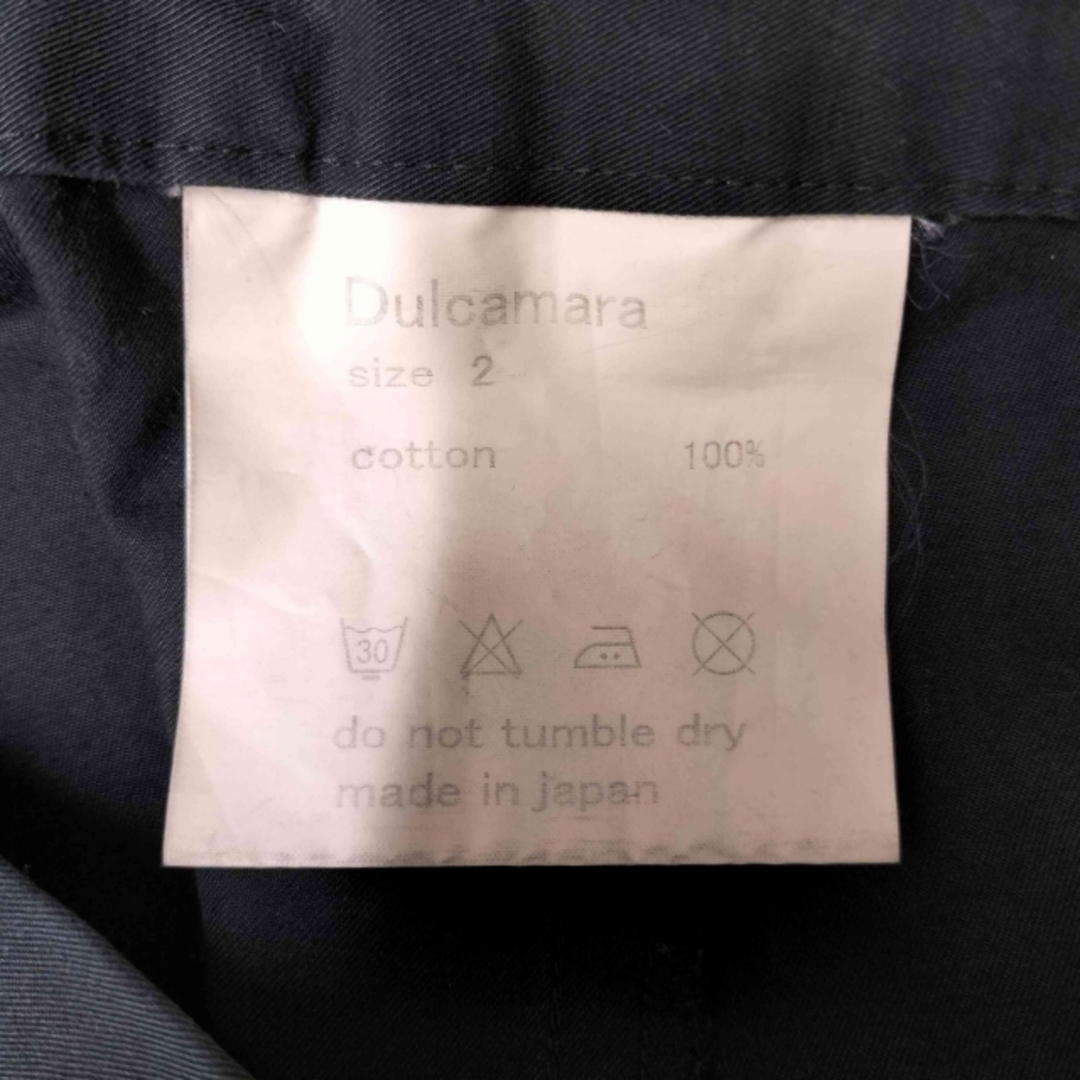 Dulcamara
size 2
cotton 100%
30
do not tumble dry
made in japan